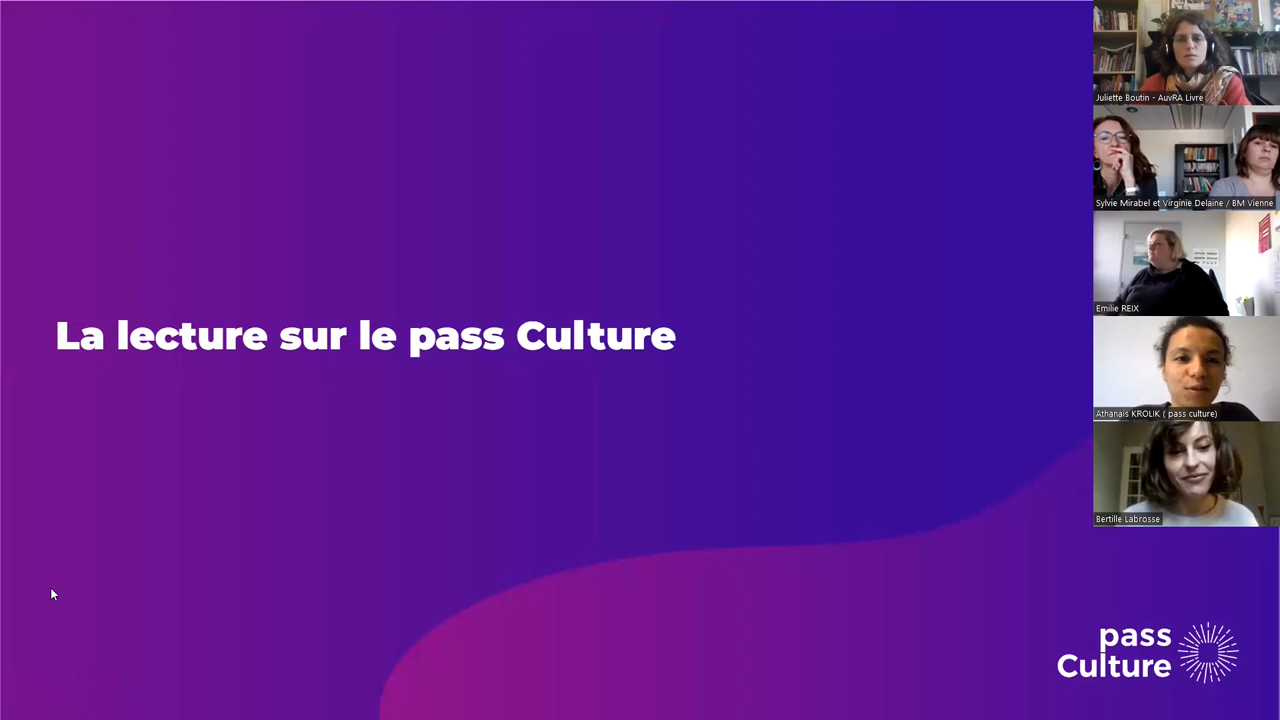 La lecture sur le pass Culture
Juliette Boutin - AuvRA Livre
Sylvie Mirabel et Virginie Delaine / BM Vienne
Emilie REIX
Athanaïs KROLIK ( pass culture)
Bertille Labrosse
pass
Culture